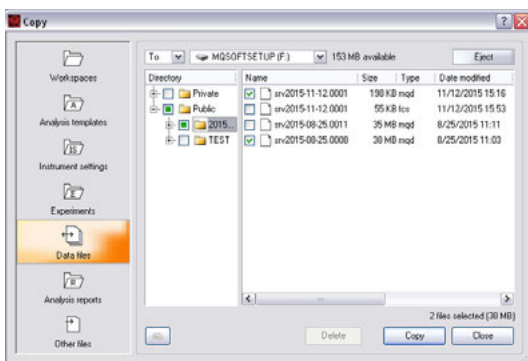 Copy
Workspaces
Analysis templates
Instrument settings
Experiments
Data files
Analysis reports
Other files
To MQSOFTSETUP (F:) 153 MB available Eject
Directory
Private
Public
2015...
TEST
Name Size Type Date modified
srv2015-11-12.0001 198 KB mqd 11/12/2015 15:16
srv2015-11-12.0001 55 KB fcs 11/12/2015 15:53
srv2015-08-25.0011 35 MB mqd 8/25/2015 11:11
srv2015-08-25.0008 38 MB mqd 8/25/2015 11:03
2 files selected (38 MB)
Delete Copy Close